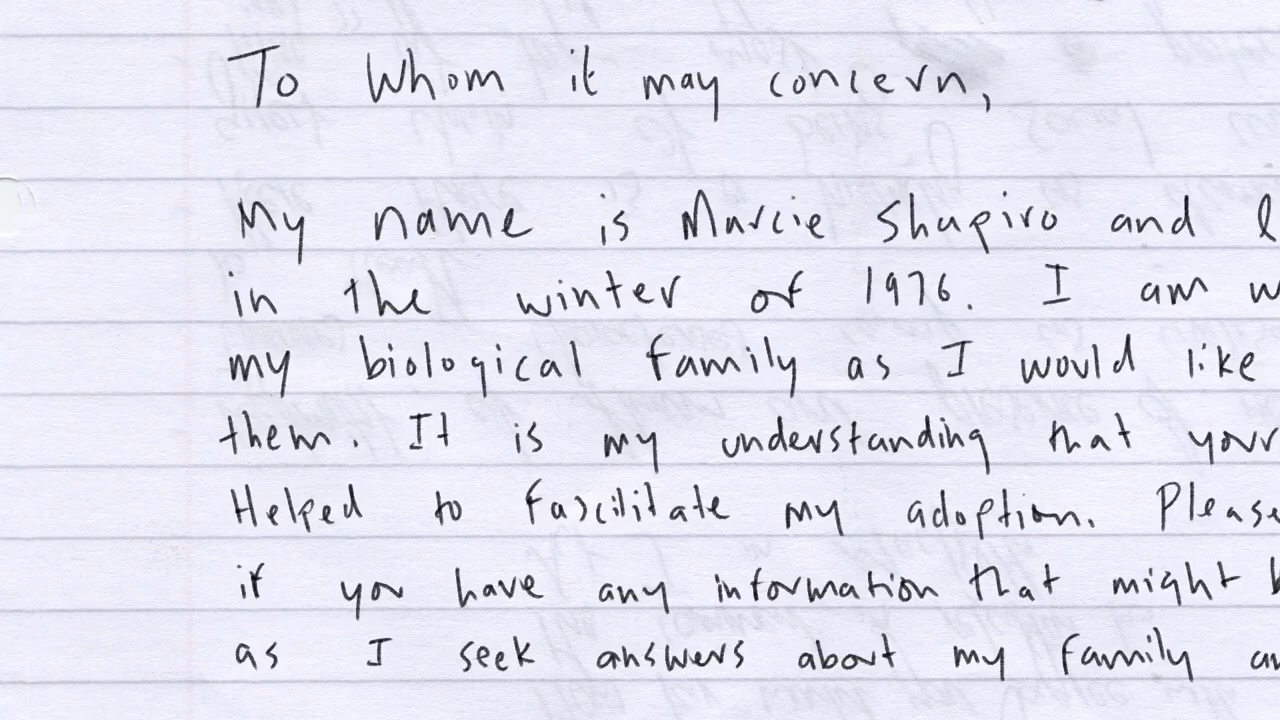 To Whom it may concern,
My name is Marcie Shapiro and
in the winter of 1976. I am
my biological family as I would like
them. It is my understanding that your
Helped to fascilitate my adoption. Please
if you have any information that might
as I seek answers about my family